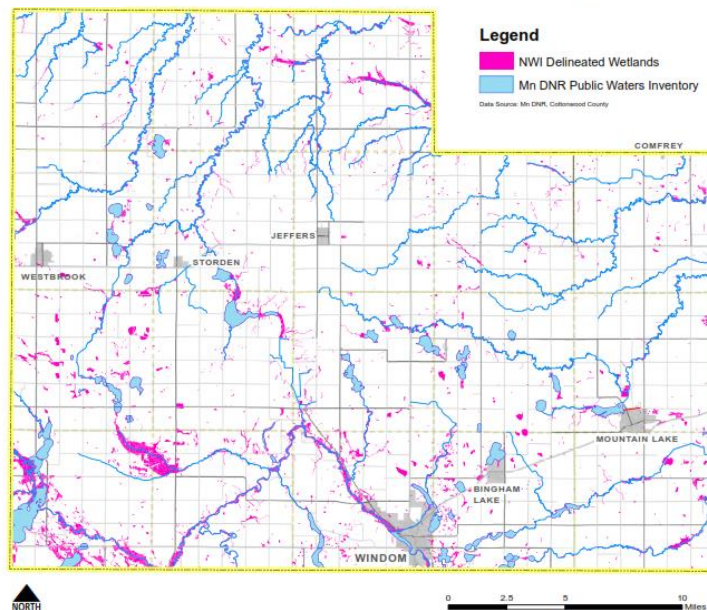 Legend
NWI Delineated Wetlands
Mn DNR Public Waters Inventory
Data Source: Mn DNR, Cottonwood County
COMFREY
JEFFERS
STORDEN
WESTBROOK
MOUNTAIN LAKE
BINGHAM
LAKE
WINDOM
NORTH
0 2.5 5 10
Miles